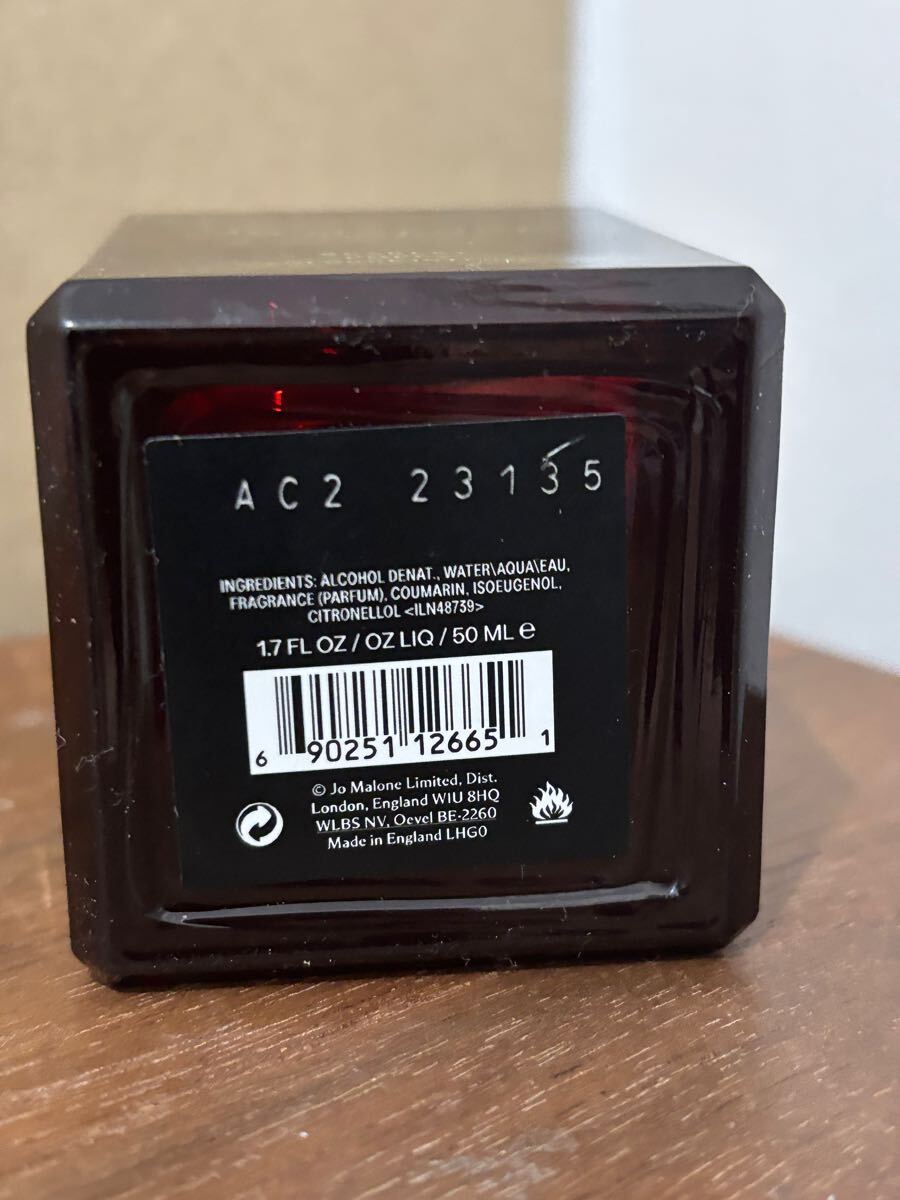 AC2 23135
INGREDIENTS: ALCOHOL DENAT., WATER\AQUA\EAU,
FRAGRANCE (PARFUM), COUMARIN, ISOEUGENOL,
CITRONELLOL <ILN48739>
1.7 FL OZ / OZ LIQ / 50 ML e
6 90251 12665 1
© Jo Malone Limited, Dist.
London, England W1U 8HQ
WLBS NV, Oevel BE-2260
Made in England LHG0